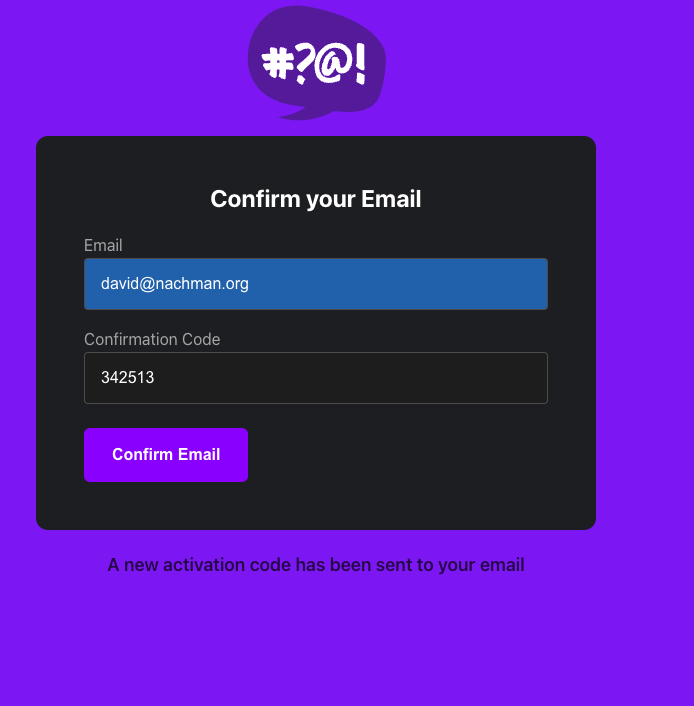 #?@!
Confirm your Email
Email
david@nachman.org
Confirmation Code
342513
Confirm Email
A new activation code has been sent to your email